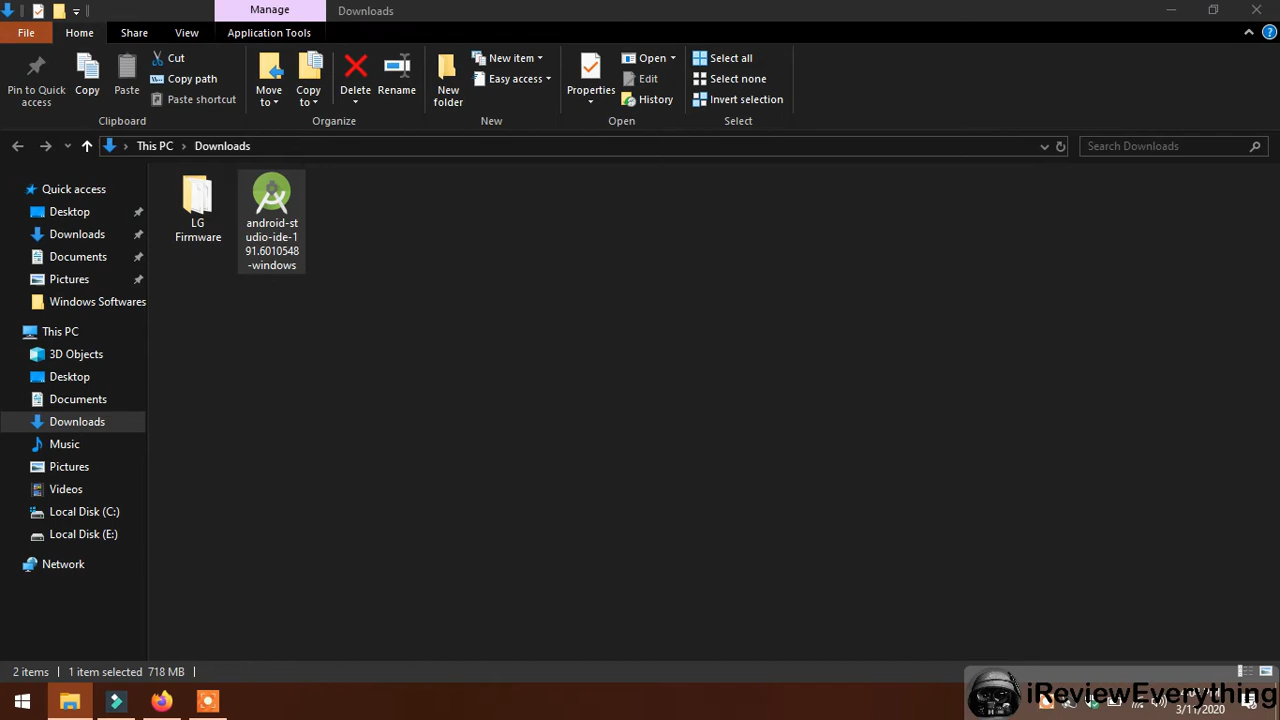 Manage
Downloads
File
Home
Share
View
Application Tools
Pin to Quick
access
Copy
Paste
Cut
Copy path
Paste shortcut
Clipboard
Move
to
Copy
to
Delete
Rename
Organize
New
folder
New item
Easy access
New
Properties
Open
Edit
History
Open
Select all
Select none
Invert selection
Select
This PC
Downloads
Search Downloads
Quick access
Desktop
Downloads
Documents
Pictures
Windows Softwares
This PC
3D Objects
Desktop
Documents
Downloads
Music
Pictures
Videos
Local Disk (C:)
Local Disk (E:)
Network
LG
Firmware
android-st
udio-ide-1
91.6010548
-windows
2 items
1 item selected 718 MB
iReviewEverything
3/11/2020